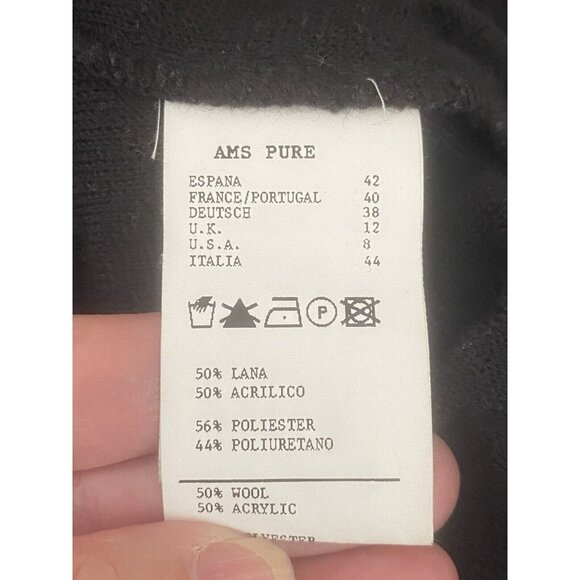 AMS PURE
ESPANA 42
FRANCE/PORTUGAL 40
DEUTSCH 38
U.K. 12
U.S.A. 8
ITALIA 44
P
50% LANA
50% ACRILICO
56% POLIESTER
44% POLIURETANO
50% WOOL
50% ACRYLIC